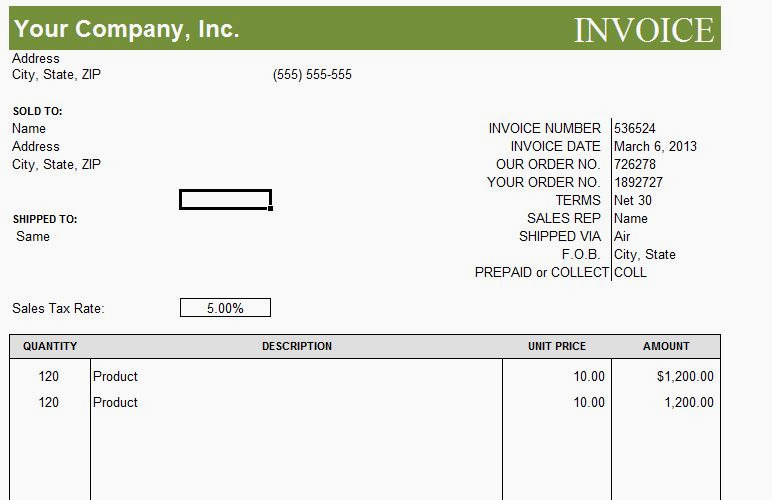 Your Company, Inc. INVOICE
Address
City, State, ZIP (555) 555-555
SOLD TO:
Name INVOICE NUMBER 536524
Address INVOICE DATE March 6, 2013
City, State, ZIP OUR ORDER NO. 726278
YOUR ORDER NO. 1892727
TERMS Net 30
SHIPPED TO: SALES REP Name
Same SHIPPED VIA Air
F.O.B. City, State
PREPAID or COLLECT COLL
Sales Tax Rate: 5.00%
QUANTITY DESCRIPTION UNIT PRICE AMOUNT
120 Product 10.00 $1,200.00
120 Product 10.00 1,200.00